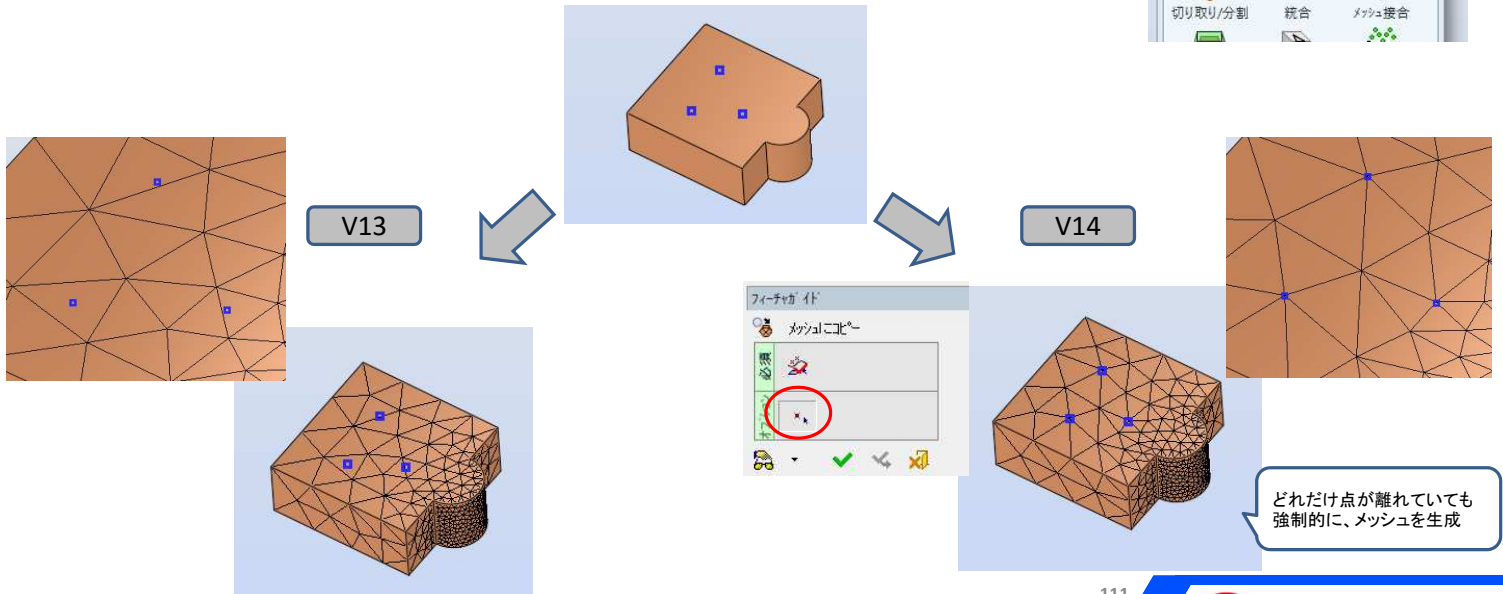 切り取り/分割 統合 メッシュ接合
V13
V14
フィーチャガイド
メッシュにコピー
必須
オプション
どれだけ点が離れていても
強制的に、メッシュを生成
111